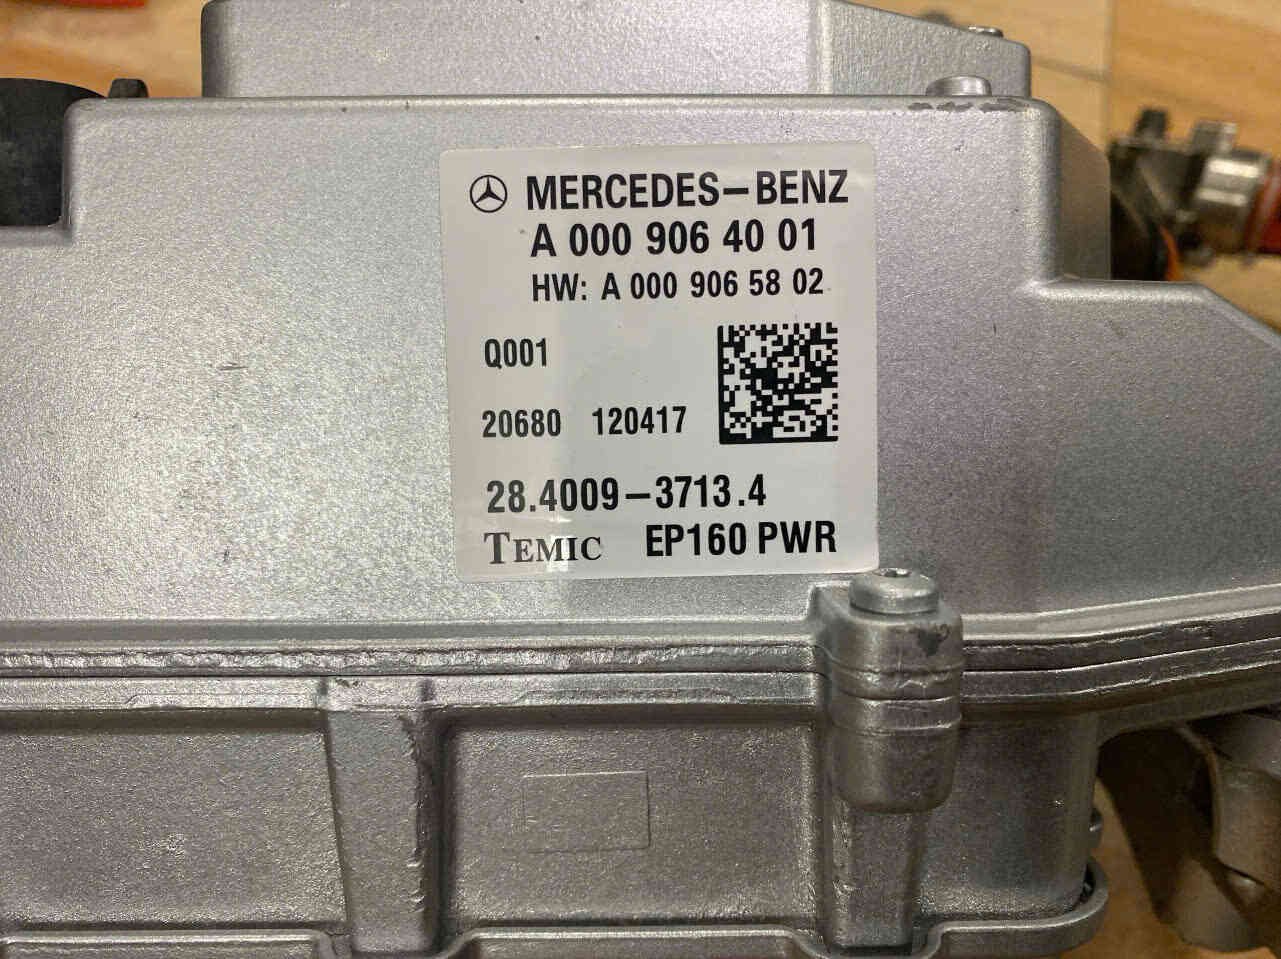 MERCEDES-BENZ
A 000 906 40 01
HW: A 000 906 58 02
Q001
20680 120417
28.4009-3713.4
TEMIC EP160 PWR